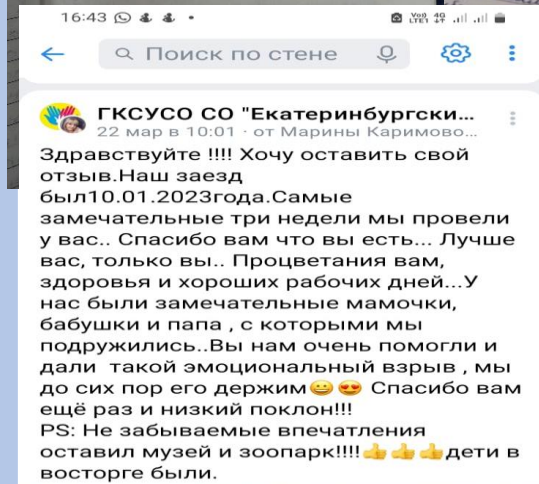 16:43
VoD LTE1 4G
Поиск по стене
ГКСУСО СО "Екатеринбургски...
22 мар в 10:01 · от Марины Каримово...
Здравствуйте !!!! Хочу оставить свой
отзыв.Наш заезд
был10.01.2023года.Самые
замечательные три недели мы провели
у вас.. Спасибо вам что вы есть... Лучше
вас, только вы.. Процветания вам,
здоровья и хороших рабочих дней...У
нас были замечательные мамочки,
бабушки и папа , с которыми мы
подружились..Вы нам очень помогли и
дали такой эмоциональный взрыв , мы
до сих пор его держим😀😍 Спасибо вам
ещё раз и низкий поклон!!!
PS: Не забываемые впечатления
оставил музей и зоопарк!!!!👍👍👍дети в
восторге были.